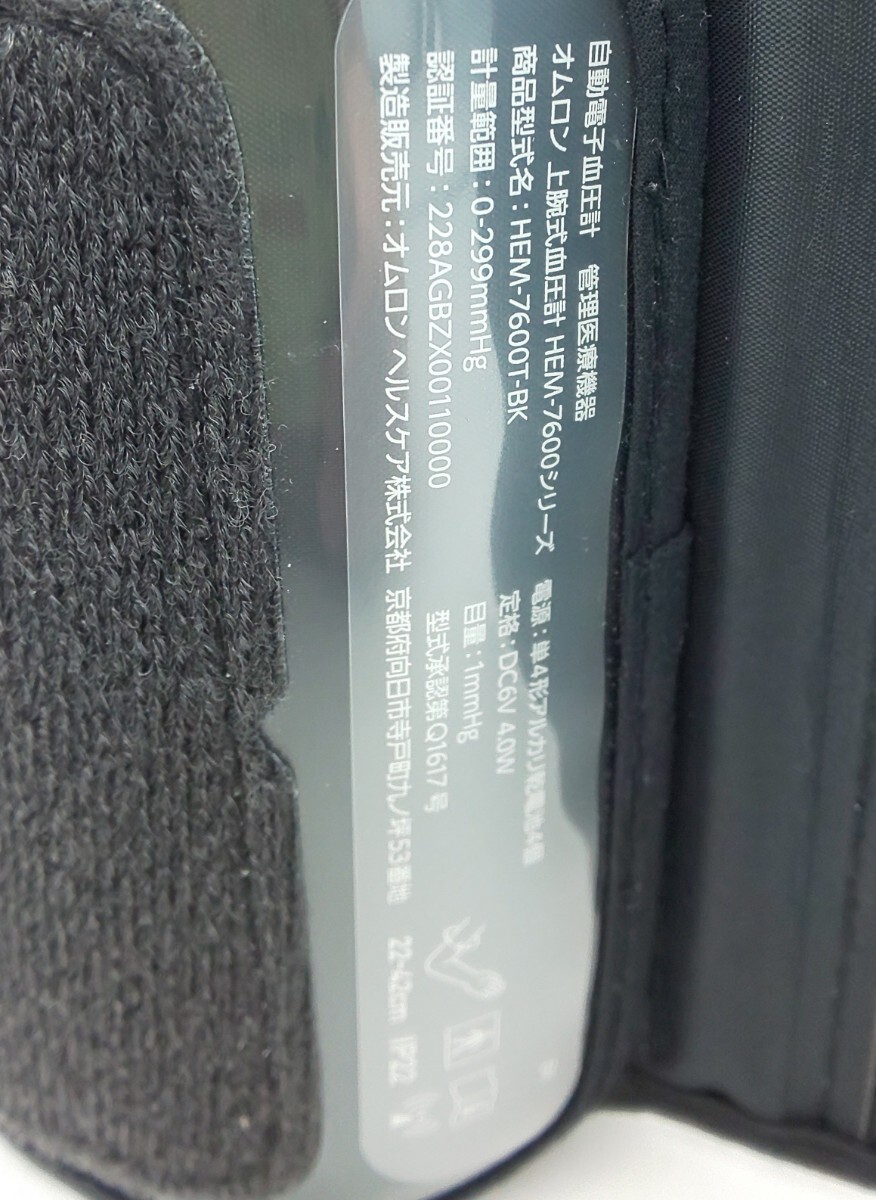 自動電子血圧計　管理医療機器
オムロン 上腕式血圧計 HEM-7600シリーズ
商品型式名：HEM-7600T-BK
電源：単4形アルカリ乾電池4個
計量範囲：0-299mmHg
定格：DC6V 4.0W
認証番号：228AGBZX00110000
目量：1mmHg
型式承認第Q1617号
製造販売元：オムロン ヘルスケア株式会社 京都府向日市寺戸町九ノ坪53番地 22-42cm IP22